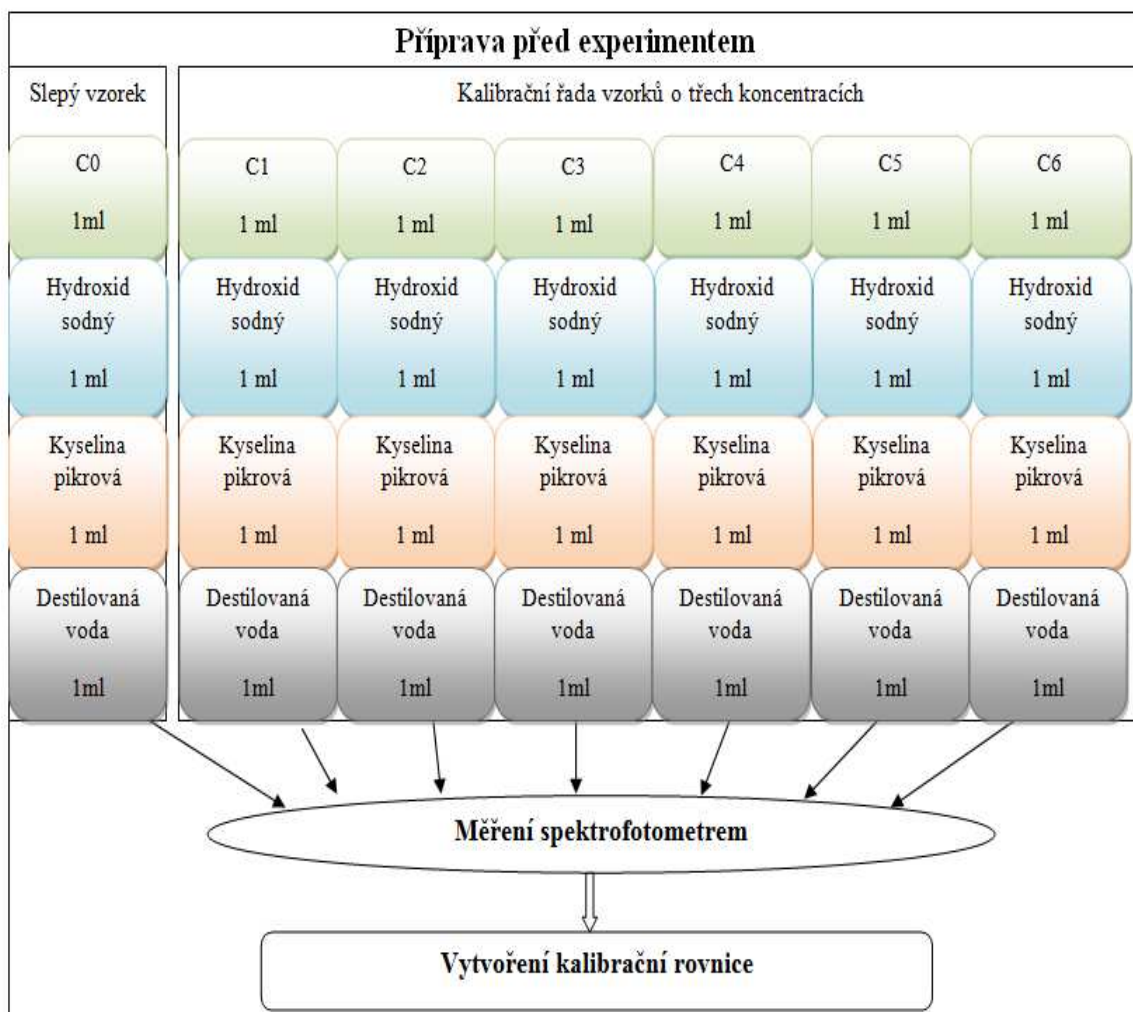 Příprava před experimentem
Slepý vzorek
Kalibrační řada vzorků o třech koncentracích
C0
1ml
C1
1 ml
C2
1 ml
C3
1 ml
C4
1 ml
C5
1 ml
C6
1 ml
Hydroxid
sodný
1 ml
Hydroxid
sodný
1 ml
Hydroxid
sodný
1 ml
Hydroxid
sodný
1 ml
Hydroxid
sodný
1 ml
Hydroxid
sodný
1 ml
Hydroxid
sodný
1 ml
Kyselina
pikrová
1 ml
Kyselina
pikrová
1 ml
Kyselina
pikrová
1 ml
Kyselina
pikrová
1 ml
Kyselina
pikrová
1 ml
Kyselina
pikrová
1 ml
Kyselina
pikrová
1 ml
Destilovaná
voda
1ml
Destilovaná
voda
1ml
Destilovaná
voda
1ml
Destilovaná
voda
1ml
Destilovaná
voda
1ml
Destilovaná
voda
1ml
Destilovaná
voda
1ml
Měření spektrofotometrem
Vytvoření kalibrační rovnice